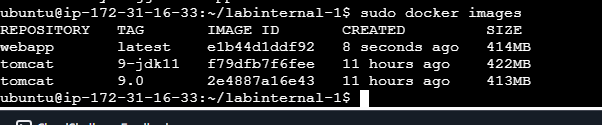 ubuntu@ip-172-31-16-33:~/labinternal-1$ sudo docker images
REPOSITORY   TAG       IMAGE ID       CREATED         SIZE
webapp       latest    e1b44d1ddf92   8 seconds ago   414MB
tomcat       9-jdk11   f79dfb7f6fee   11 hours ago    422MB
tomcat       9.0       2e4887a16e43   11 hours ago    413MB
ubuntu@ip-172-31-16-33:~/labinternal-1$